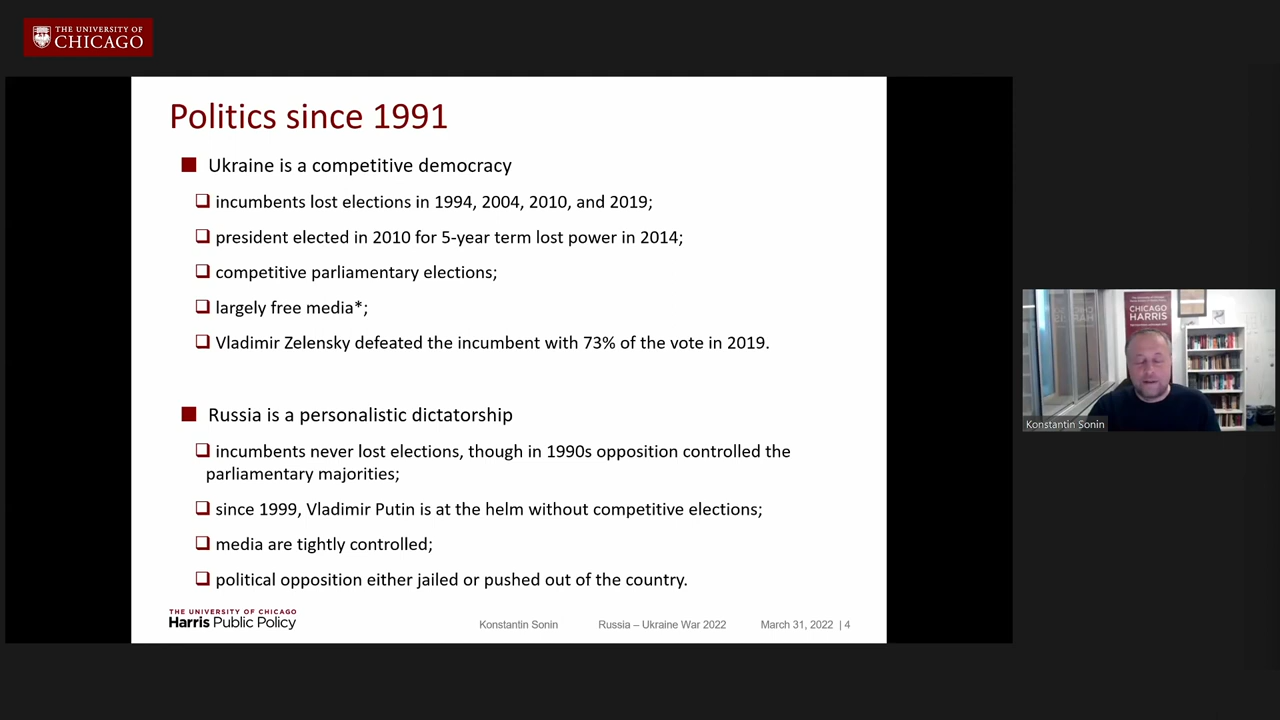 THE UNIVERSITY OF
CHICAGO
Politics since 1991
Ukraine is a competitive democracy
incumbents lost elections in 1994, 2004, 2010, and 2019;
president elected in 2010 for 5-year term lost power in 2014;
competitive parliamentary elections;
largely free media*;
Vladimir Zelensky defeated the incumbent with 73% of the vote in 2019.
Russia is a personalistic dictatorship
incumbents never lost elections, though in 1990s opposition controlled the
parliamentary majorities;
since 1999, Vladimir Putin is at the helm without competitive elections;
media are tightly controlled;
political opposition either jailed or pushed out of the country.
THE UNIVERSITY OF CHICAGO
Harris Public Policy
Konstantin Sonin Russia – Ukraine War 2022 March 31, 2022 | 4
CHICAGO
HARRIS
Konstantin Sonin